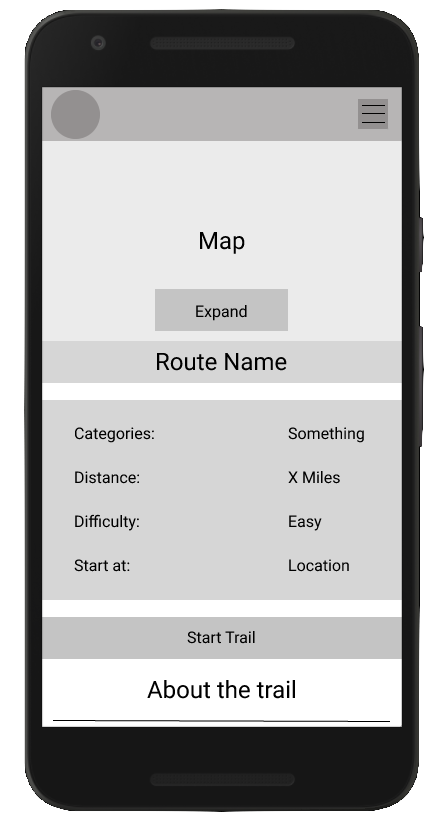 Map
Expand
Route Name
Categories: Something
Distance: X Miles
Difficulty: Easy
Start at: Location
Start Trail
About the trail